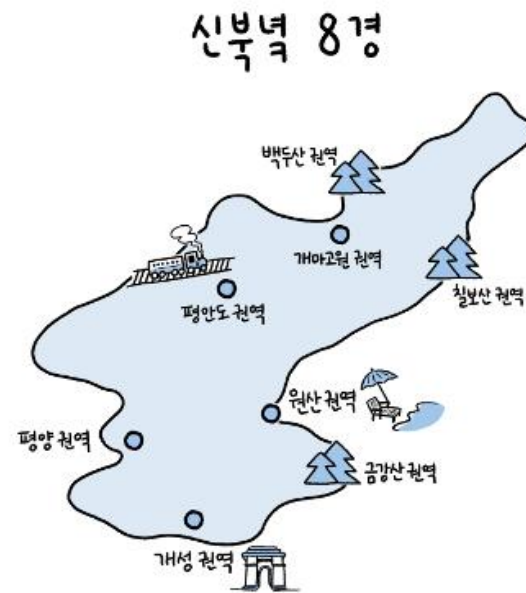 신북녘 8경
백두산 권역
개마고원 권역
칠보산 권역
평안도 권역
원산 권역
평양 권역
금강산 권역
개성 권역